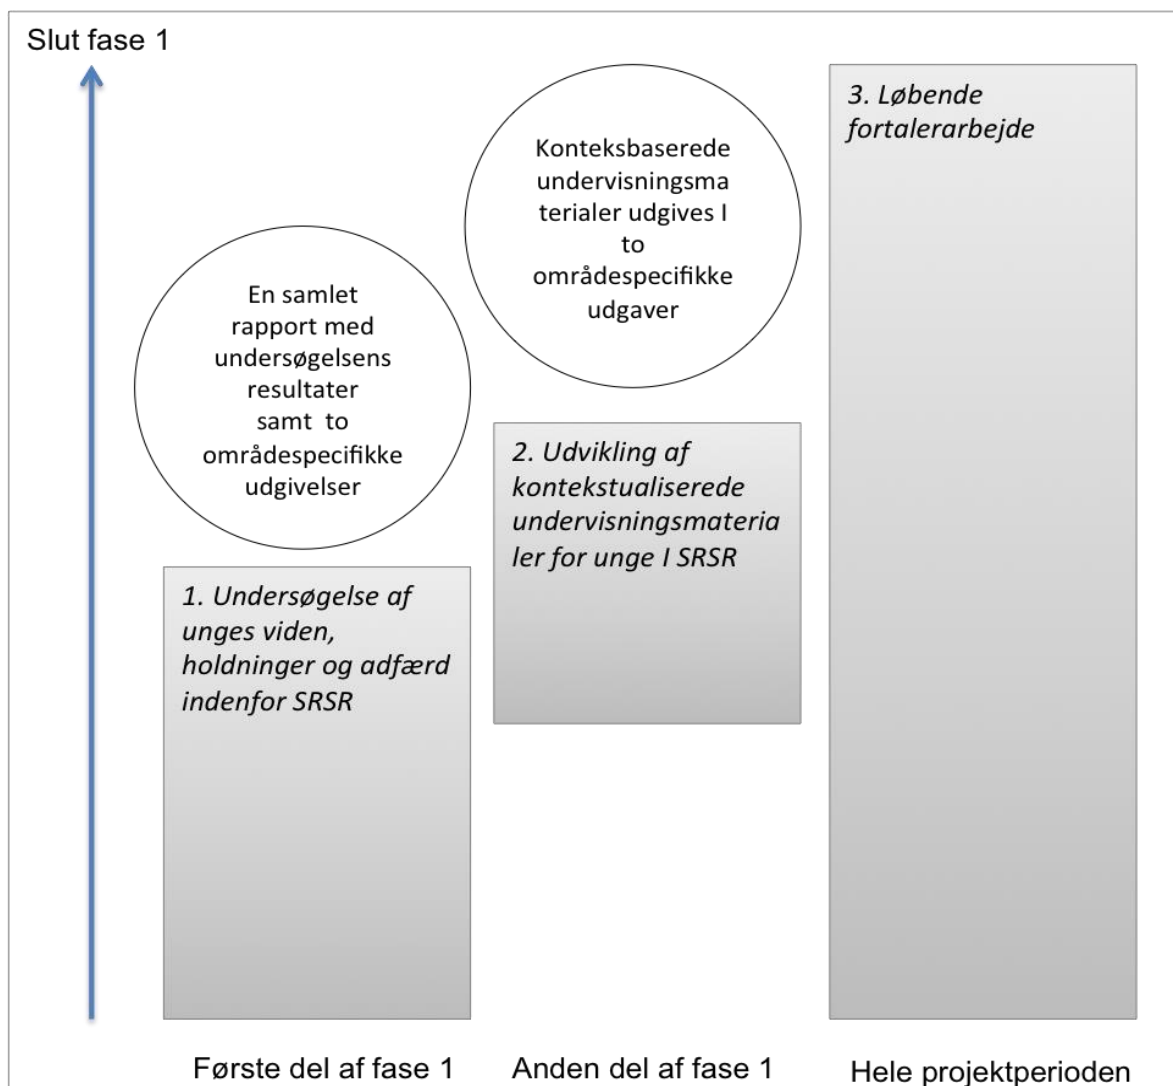 Slut fase 1
En samlet
rapport med
undersøgelsens
resultater
samt to
områdespecifikke
udgivelser
1. Undersøgelse af
unges viden,
holdninger og adfærd
indenfor SRSR
Første del af fase 1
Konteksbaserede
undervisningsma
terialer udgives I
to
områdespecifikke
udgaver
2. Udvikling af
kontekstualiserede
undervisningsmateria
ler for unge I SRSR
Anden del af fase 1
3. Løbende
fortalerarbejde
Hele projektperioden